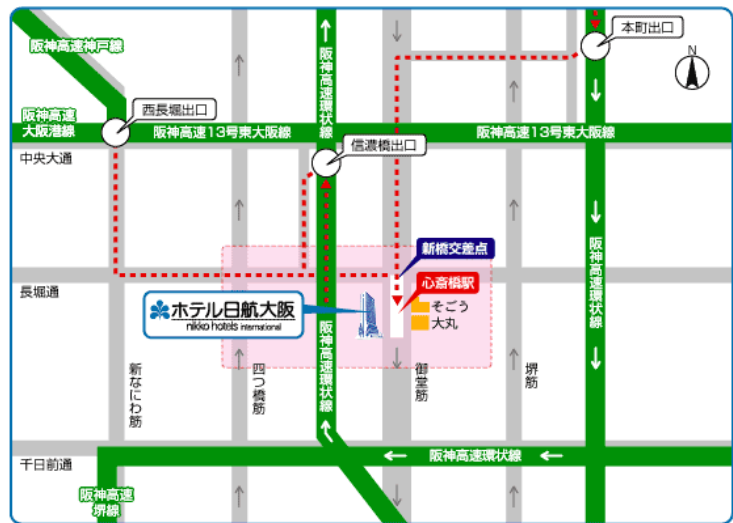 本町出口
阪神高速神戸線
N
阪神高速環状線
西長堀出口
阪神高速
大阪港線
阪神高速13号東大阪線
阪神高速13号東大阪線
信濃橋出口
中央大通
新橋交差点
阪神高速環状線
心斎橋駅
長堀通
ホテル日航大阪
nikko hotels international
そごう
大丸
阪神高速環状線
新なにわ筋
四つ橋筋
御堂筋
堺筋
千日前通
阪神高速環状線
阪神高速
堺線